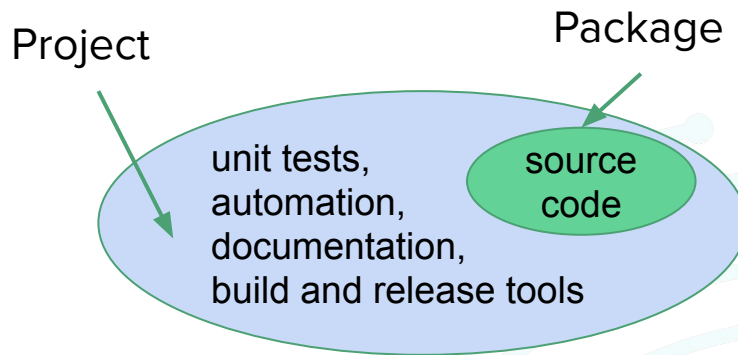 Project
Package
unit tests,
automation,
documentation,
build and release tools
source
code